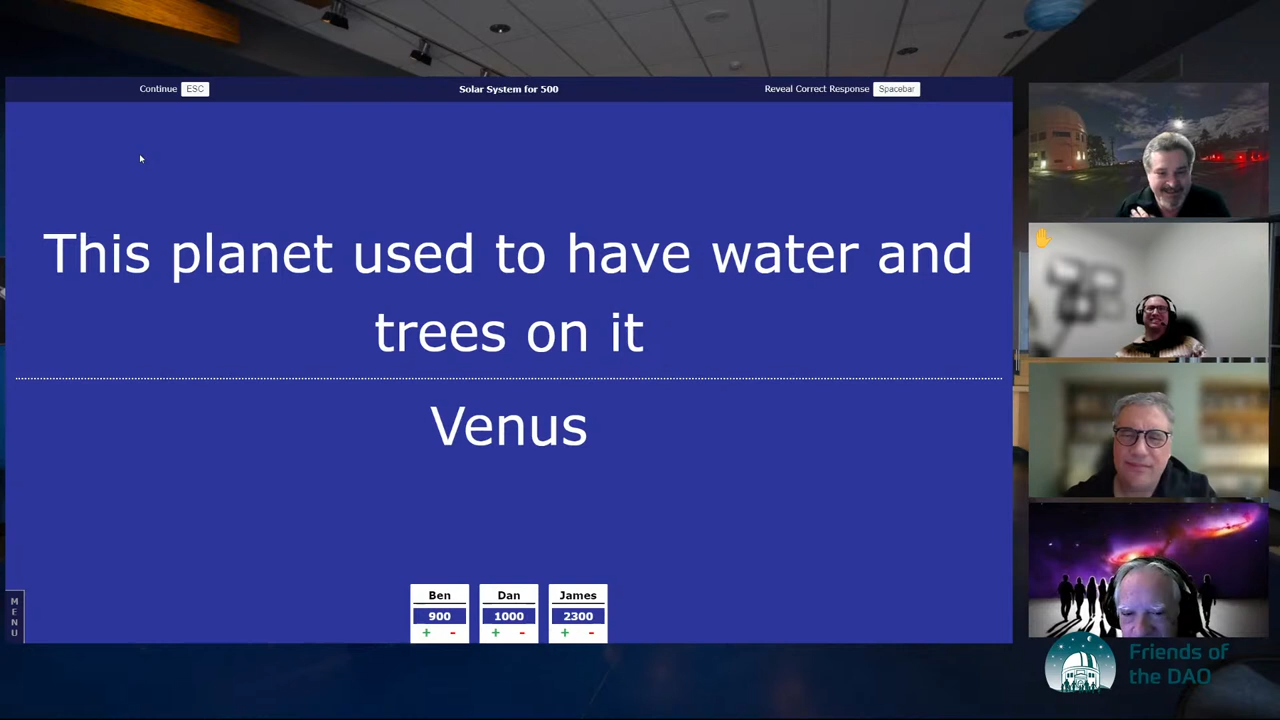 Continue ESC
Solar System for 500
Reveal Correct Response Spacebar
This planet used to have water and
trees on it
Venus
MENU
Ben
900
+ -
Dan
1000
+ -
James
2300
+ -
Friends of
the DAO